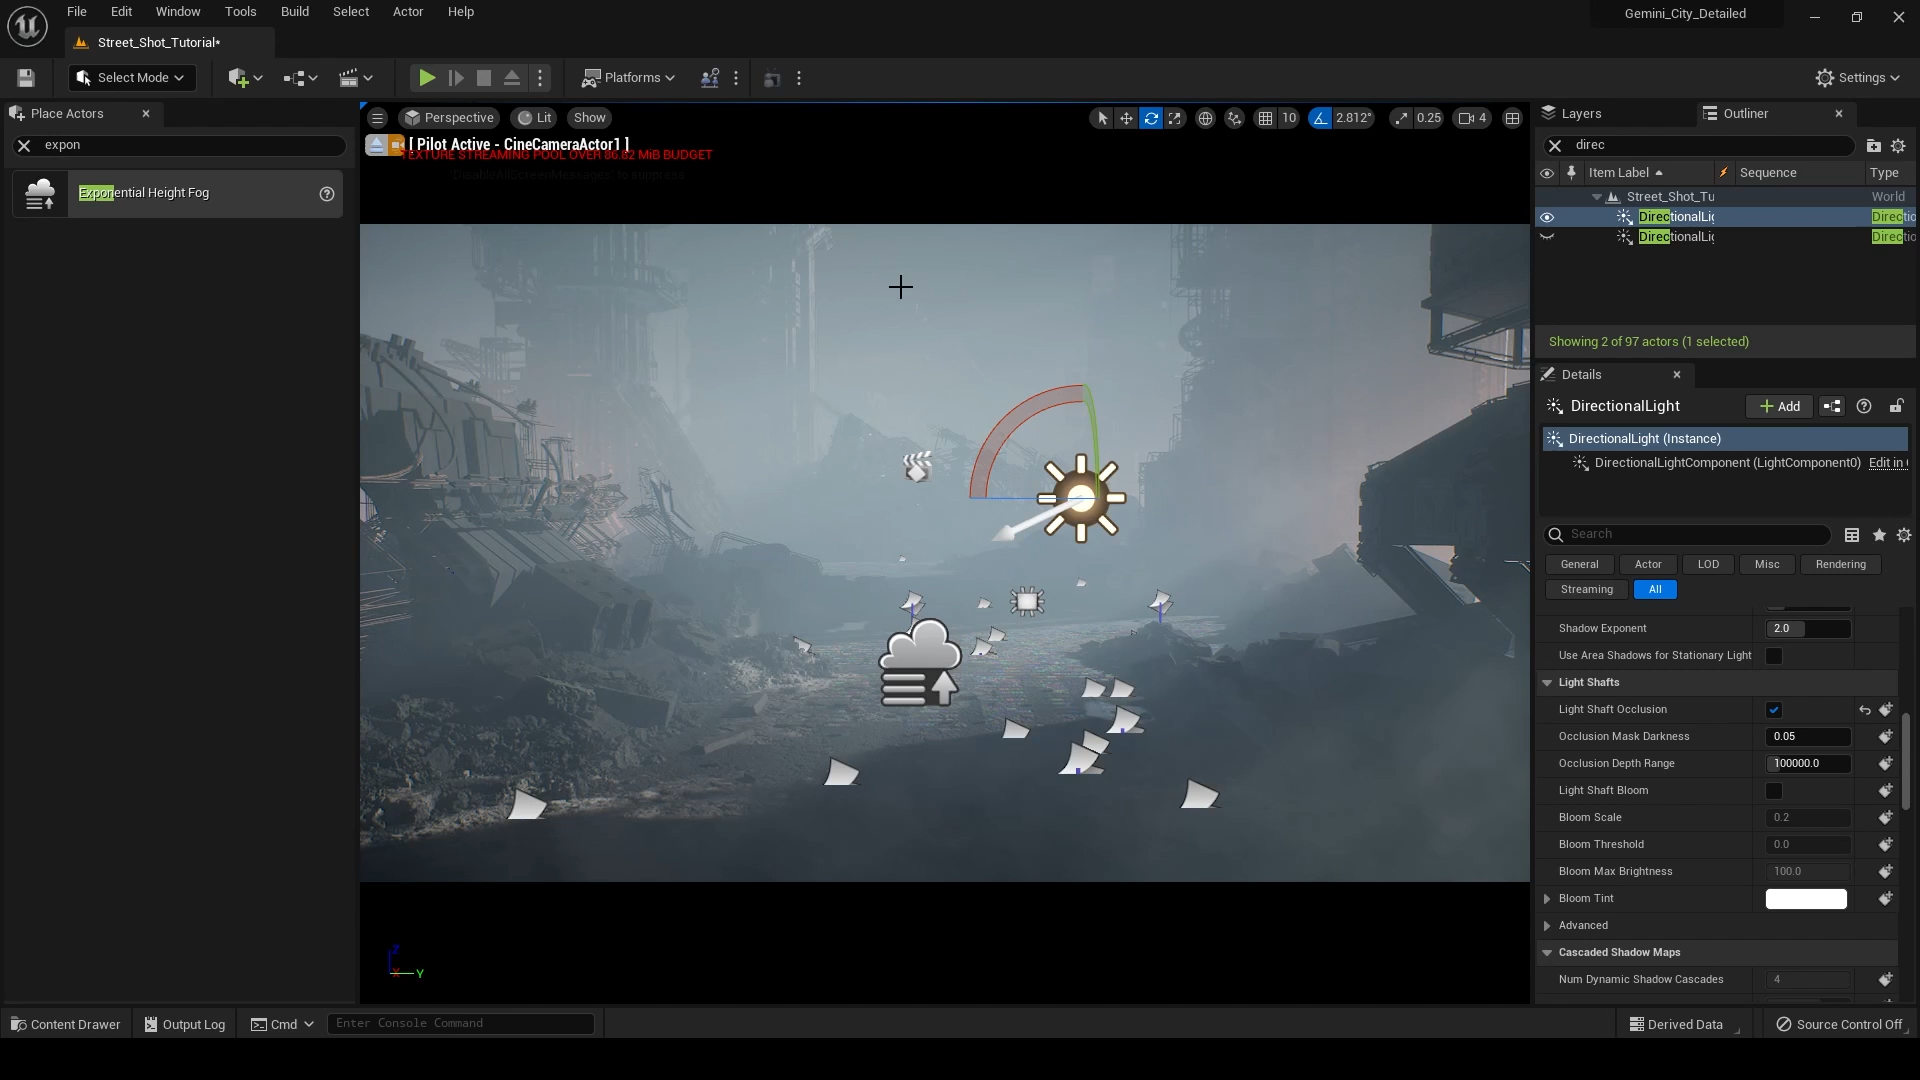 File Edit Window Tools Build Select Actor Help
Gemini_City_Detailed
Street_Shot_Tutorial*
Select Mode
Platforms
Settings
Place Actors
expon
Exponential Height Fog
Perspective Lit Show
10 2.812° 0.25 4
[ Pilot Active - CineCameraActor1 ]
TEXTURE STREAMING POOL OVER 86.82 MiB BUDGET
'DisableAllScreenMessages' to suppress
Z
X Y
Layers
Outliner
direc
Item Label Sequence Type
Street_Shot_Tu World
DirectionalLig Directio
DirectionalLig Directio
Showing 2 of 97 actors (1 selected)
Details
DirectionalLight
Add
DirectionalLight (Instance)
DirectionalLightComponent (LightComponent0) Edit in
Search
General Actor LOD Misc Rendering
Streaming All
Shadow Exponent 2.0
Use Area Shadows for Stationary Light
Light Shafts
Light Shaft Occlusion
Occlusion Mask Darkness 0.05
Occlusion Depth Range 100000.0
Light Shaft Bloom
Bloom Scale 0.2
Bloom Threshold 0.0
Bloom Max Brightness 100.0
Bloom Tint
Advanced
Cascaded Shadow Maps
Num Dynamic Shadow Cascades 4
Content Drawer Output Log Cmd Enter Console Command Derived Data Source Control Off